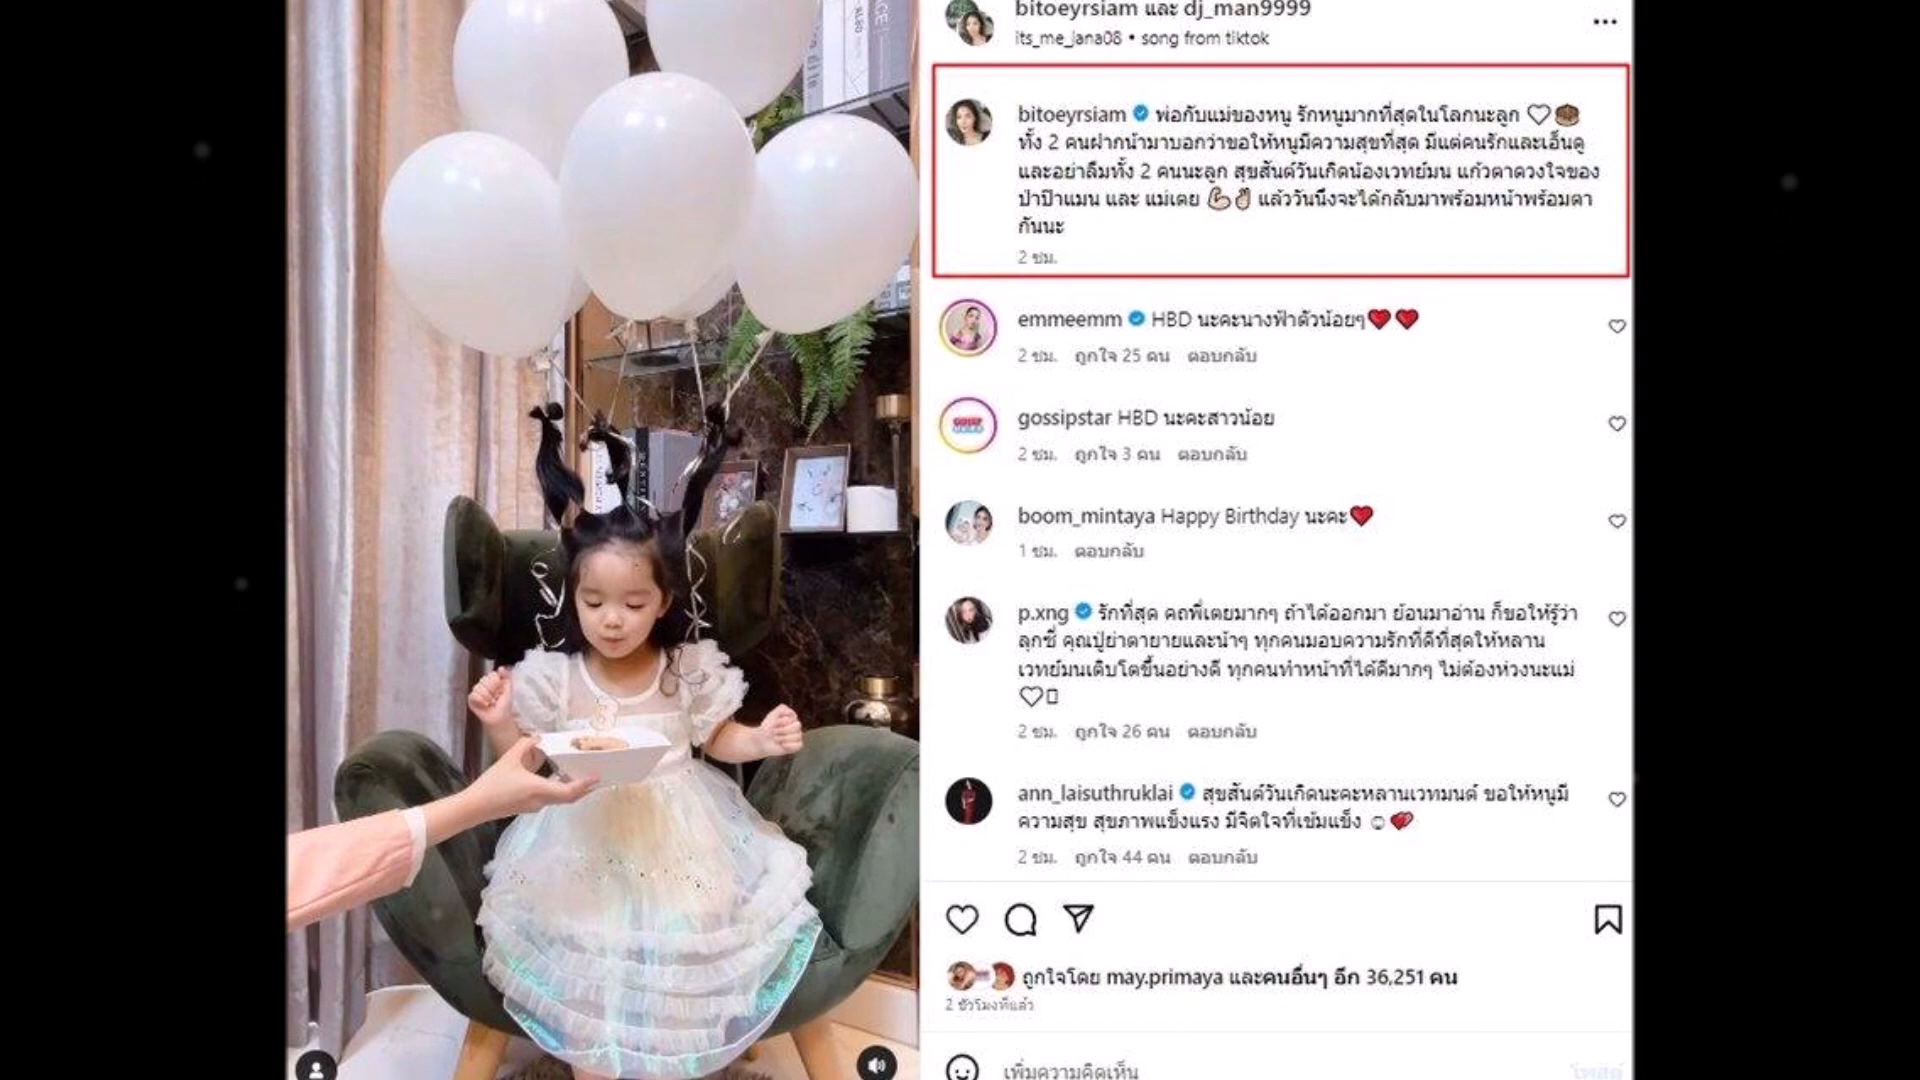 bitoeyrsiam และ dj_man9999
its_me_jana08 • song from tiktok
bitoeyrsiam พ่อกับแม่ของหนู รักหนูมากที่สุดในโลกนะลูก
ทั้ง 2 คนฝากน้ามาบอกว่าขอให้หนูมีความสุขที่สุด มีแต่คนรักและเอ็นดู
และอย่าลืมทั้ง 2 คนนะลูก สุขสันต์วันเกิดน้องเวทย์มน แก้วตาดวงใจของ
ป่าป๊าแมน และ แม่เตย แล้ววันนึงจะได้กลับมาพร้อมหน้าพร้อมตา
กันนะ
2 ชม.
emmeemm HBD นะคะนางฟ้าตัวน้อยๆ
2 ชม. ถูกใจ 25 คน ตอบกลับ
gossipstar HBD นะคะสาวน้อย
2 ชม. ถูกใจ 3 คน ตอบกลับ
boom_mintaya Happy Birthday นะคะ
1 ชม. ตอบกลับ
p.xng รักที่สุด คถพี่เตยมากๆ ถ้าได้ออกมา ย้อนมาอ่าน ก็ขอให้รู้ว่า
ลุกซี่ คุณปู่ย่าตายายและน้าๆ ทุกคนมอบความรักที่ดีที่สุดให้หลาน
เวทย์มนเติบโตขึ้นอย่างดี ทุกคนทำหน้าที่ได้ดีมากๆ ไม่ต้องห่วงนะแม่
2 ชม. ถูกใจ 26 คน ตอบกลับ
ann_laisuthruklai สุขสันต์วันเกิดนะคะหลานเวทมนต์ ขอให้หนูมี
ความสุข สุขภาพแข็งแรง มีจิตใจที่เข้มแข็ง
2 ชม. ถูกใจ 44 คน ตอบกลับ
ถูกใจโดย may.primaya และคนอื่นๆ อีก 36,251 คน
2 ชั่วโมงที่แล้ว
เพิ่มความคิดเห็น
โพสต์